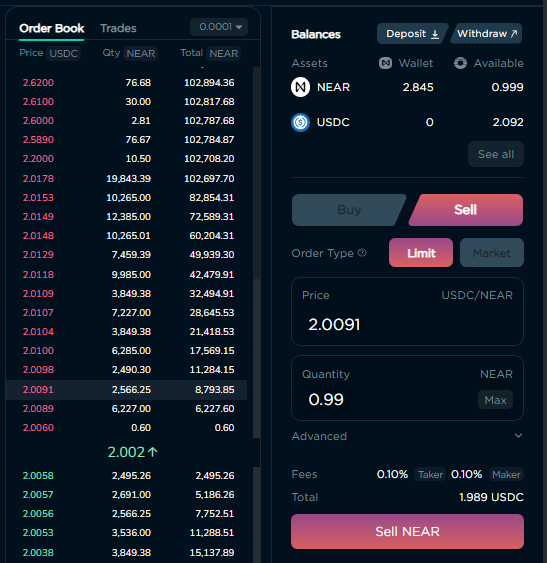 Order Book Trades 0.0001
Price USDC Qty NEAR Total NEAR
2.6200 76.68 102,894.36
2.6100 30.00 102,817.68
2.6000 2.81 102,787.68
2.5890 76.67 102,784.87
2.2000 10.50 102,708.20
2.0178 19,843.39 102,697.70
2.0153 10,265.00 82,854.31
2.0149 12,385.00 72,589.31
2.0148 10,265.01 60,204.31
2.0129 7,459.39 49,939.30
2.0118 9,985.00 42,479.91
2.0109 3,849.38 32,494.91
2.0107 7,227.00 28,645.53
2.0104 3,849.38 21,418.53
2.0100 6,285.00 17,569.15
2.0098 2,490.30 11,284.15
2.0091 2,566.25 8,793.85
2.0089 6,227.00 6,227.60
2.0060 0.60 0.60
2.002↑
2.0058 2,495.26 2,495.26
2.0057 2,691.00 5,186.26
2.0056 2,566.25 7,752.51
2.0053 3,536.00 11,288.51
2.0038 3,849.38 15,137.89
Balances Deposit Withdraw
Assets Wallet Available
NEAR 2.845 0.999
USDC 0 2.092
See all
Buy Sell
Order Type Limit Market
Price USDC/NEAR
2.0091
Quantity NEAR
0.99 Max
Advanced
Fees 0.10% Taker 0.10% Maker
Total 1.989 USDC
Sell NEAR